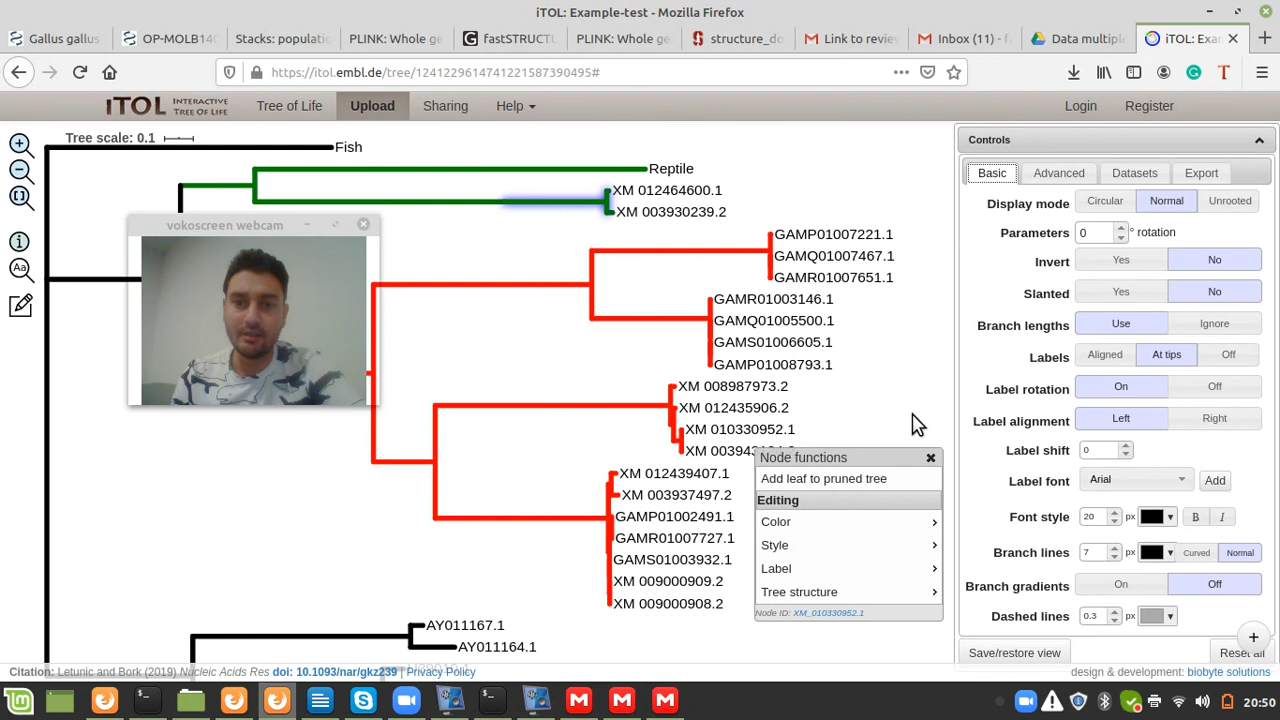 iTOL: Example-test - Mozilla Firefox
Gallus gallus
OP-MOLB140
Stacks: populati
PLINK: Whole ge
fastSTRUCTU
PLINK: Whole ge
structure_do
Link to review
Inbox (11) - f
Data multiple
iTOL: Exam
https://itol.embl.de/tree/1241229614741221587390495#
iTOL INTERACTIVE TREE OF LIFE
Tree of Life
Upload
Sharing
Help
Login
Register
Tree scale: 0.1
Fish
Reptile
XM 012464600.1
XM 003930239.2
vokoscreen webcam
GAMP01007221.1
GAMQ01007467.1
GAMR01007651.1
GAMR01003146.1
GAMQ01005500.1
GAMS01006605.1
GAMP01008793.1
XM 008987973.2
XM 012435906.2
XM 010330952.1
XM 00394
XM 012439407.1
XM 003937497.2
GAMP01002491.1
GAMR01007727.1
GAMS01003932.1
XM 009000909.2
XM 009000908.2
AY011167.1
AY011164.1
Node functions
Add leaf to pruned tree
Editing
Color
Style
Label
Tree structure
Node ID: XM_010330952.1
Controls
Basic Advanced Datasets Export
Display mode Circular Normal Unrooted
Parameters 0 ° rotation
Invert Yes No
Slanted Yes No
Branch lengths Use Ignore
Labels Aligned At tips Off
Label rotation On Off
Label alignment Left Right
Label shift 0
Label font Arial Add
Font style 20 px B I
Branch lines 7 px Curved Normal
Branch gradients On Off
Dashed lines 0.3 px
Save/restore view Reset all
Citation: Letunic and Bork (2019) Nucleic Acids Res doi: 10.1093/nar/gkz239 | Privacy Policy
design & development: biobyte solutions
20:50